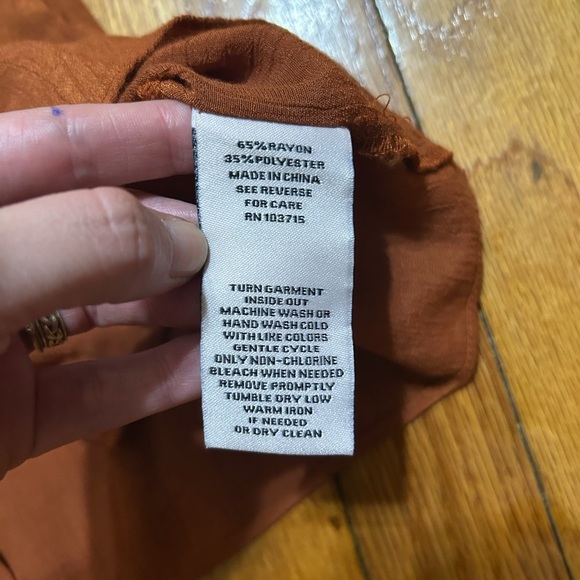 65% RAYON
35% POLYESTER
MADE IN CHINA
SEE REVERSE
FOR CARE
RN 103715
TURN GARMENT
INSIDE OUT
MACHINE WASH OR
HAND WASH COLD
WITH LIKE COLORS
GENTLE CYCLE
ONLY NON-CHLORINE
BLEACH WHEN NEEDED
REMOVE PROMPTLY
TUMBLE DRY LOW
WARM IRON
IF NEEDED
OR DRY CLEAN